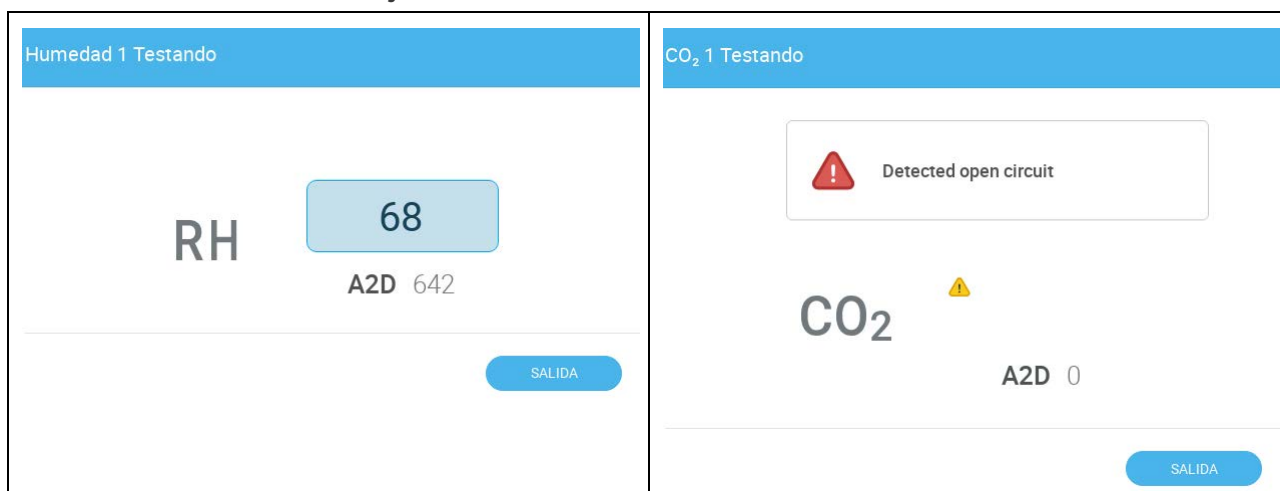 Humedad 1 Testando
RH
68
A2D 642
SALIDA
CO₂ 1 Testando
Detected open circuit
CO₂
A2D 0
SALIDA